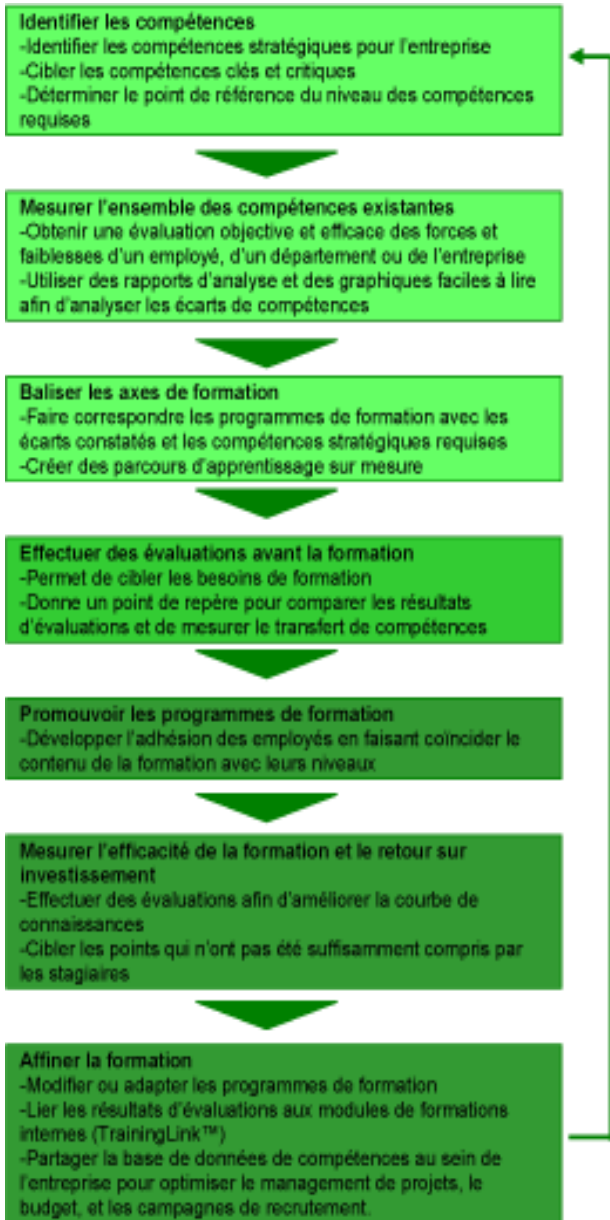 Identifier les compétences
-Identifier les compétences stratégiques pour l'entreprise
-Cibler les compétences clés et critiques
-Déterminer le point de référence du niveau des compétences
requises
Mesurer l'ensemble des compétences existantes
-Obtenir une évaluation objective et efficace des forces et
faiblesses d'un employé, d'un département ou de l'entreprise
-Utiliser des rapports d'analyse et des graphiques faciles à lire
afin d'analyser les écarts de compétences
Baliser les axes de formation
-Faire correspondre les programmes de formation avec les
écarts constatés et les compétences stratégiques requises
-Créer des parcours d'apprentissage sur mesure
Effectuer des évaluations avant la formation
-Permet de cibler les besoins de formation
-Donne un point de repère pour comparer les résultats
d'évaluations et de mesurer le transfert de compétences
Promouvoir les programmes de formation
-Développer l'adhésion des employés en faisant coïncider le
contenu de la formation avec leurs niveaux
Mesurer l'efficacité de la formation et le retour sur
investissement
-Effectuer des évaluations afin d'améliorer la courbe de
connaissances
-Cibler les points qui n'ont pas été suffisamment compris par
les stagiaires
Affiner la formation
-Modifier ou adapter les programmes de formation
-Lier les résultats d'évaluations aux modules de formations
internes (TrainingLink™)
-Partager la base de données de compétences au sein de
l'entreprise pour optimiser le management de projets, le
budget, et les campagnes de recrutement.